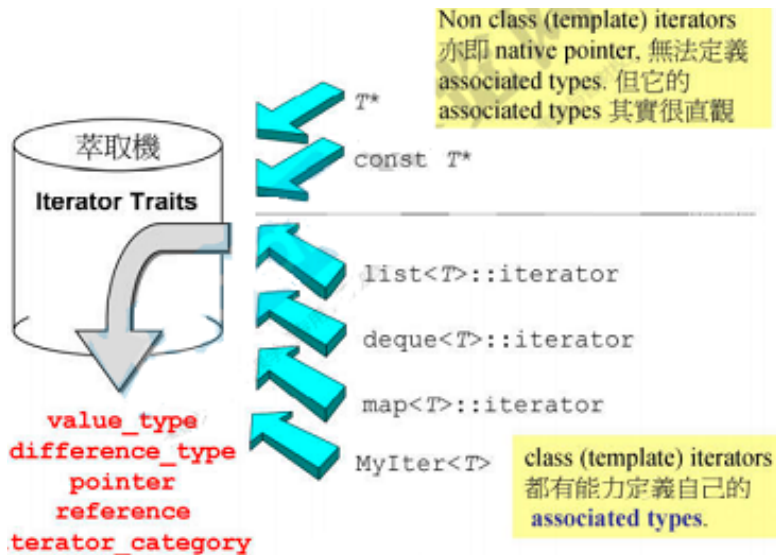 Non class (template) iterators
亦即 native pointer, 無法定義
associated types. 但它的
associated types 其實很直觀
T*
const T*
萃取機
Iterator Traits
list<T>::iterator
deque<T>::iterator
map<T>::iterator
MyIter<T>
value_type
difference_type
pointer
reference
terator_category
class (template) iterators
都有能力定義自己的
associated types.